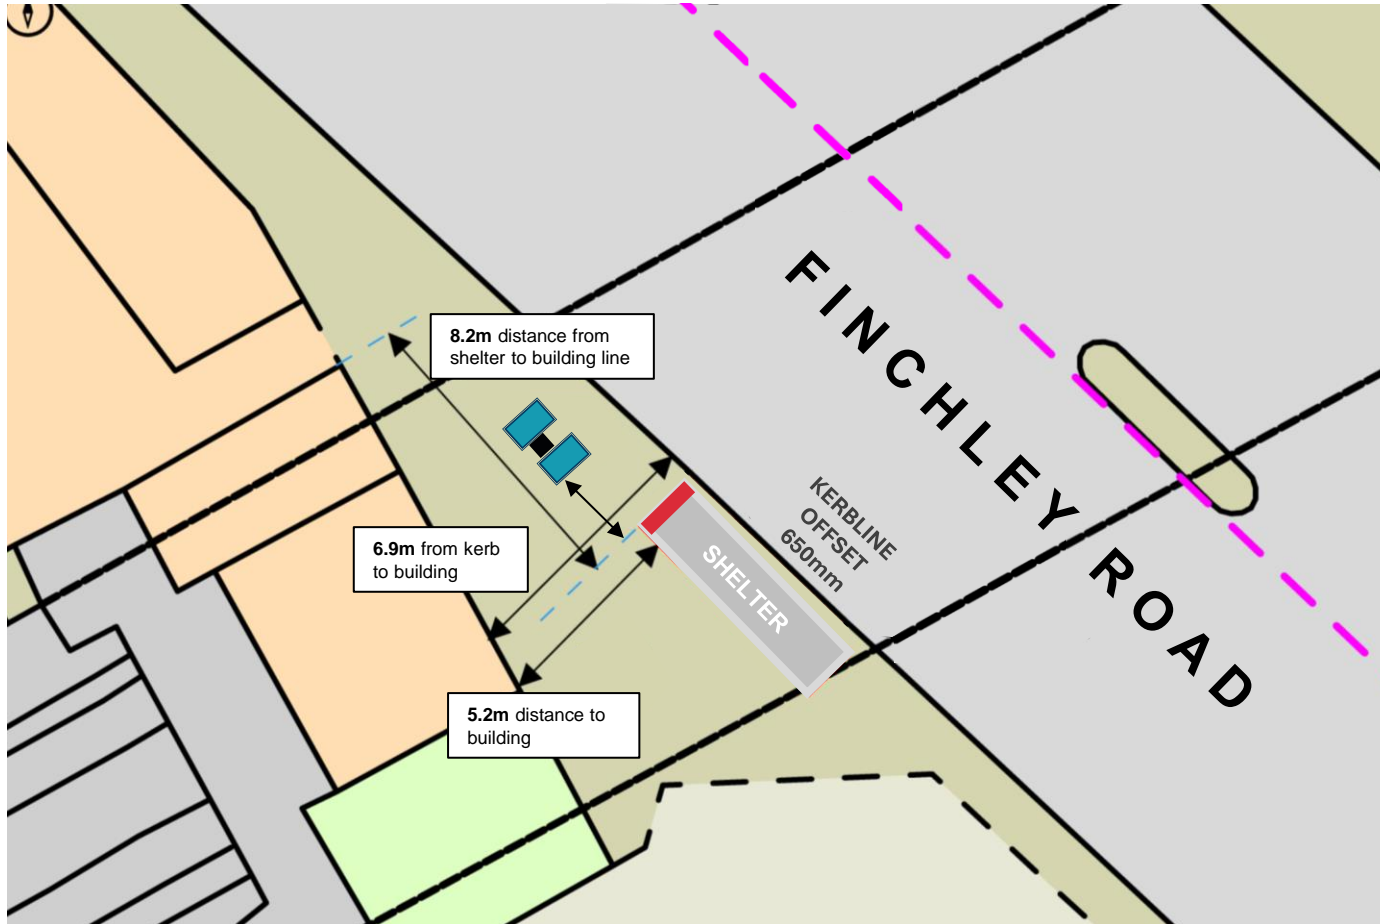 8.2m distance from
shelter to building line
6.9m from kerb
to building
5.2m distance to
building
SHELTER
KERBLINE
OFFSET
650mm
FINCHLEY ROAD